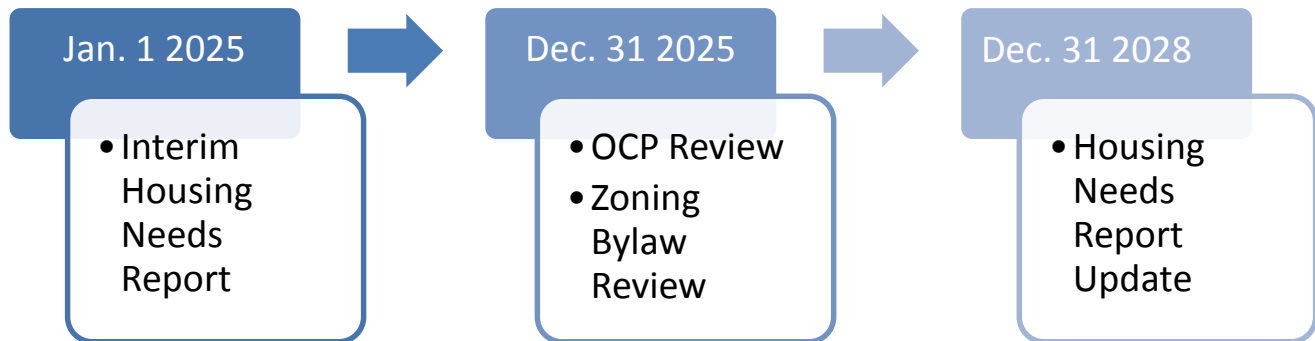 Jan. 1 2025
• Interim
Housing
Needs
Report
Dec. 31 2025
• OCP Review
• Zoning
Bylaw
Review
Dec. 31 2028
• Housing
Needs
Report
Update